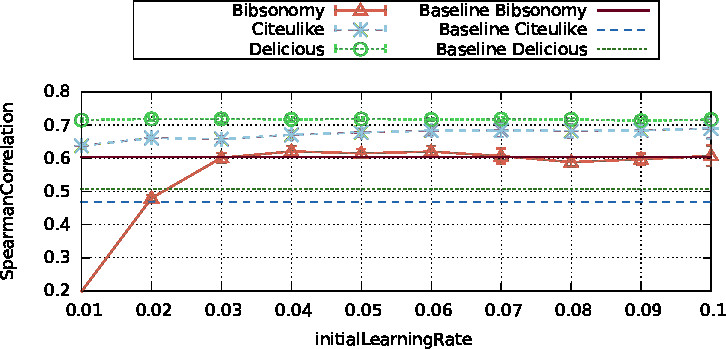 Bibsonomy Baseline Bibsonomy
Citeulike Baseline Citeulike
Delicious Baseline Delicious
0.8
0.7
0.6
0.5
0.4
0.3
0.2
SpearmanCorrelation
0.01 0.02 0.03 0.04 0.05 0.06 0.07 0.08 0.09 0.1
initialLearningRate